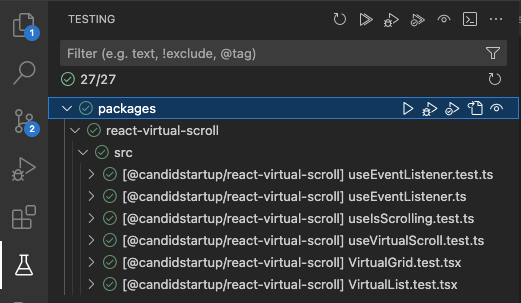 TESTING
1
Filter (e.g. text, !exclude, @tag)
27/27
packages
2
react-virtual-scroll
src
[@candidstartup/react-virtual-scroll] useEventListener.test.ts
[@candidstartup/react-virtual-scroll] useEventListener.ts
[@candidstartup/react-virtual-scroll] useIsScrolling.test.ts
[@candidstartup/react-virtual-scroll] useVirtualScroll.test.ts
[@candidstartup/react-virtual-scroll] VirtualGrid.test.tsx
[@candidstartup/react-virtual-scroll] VirtualList.test.tsx